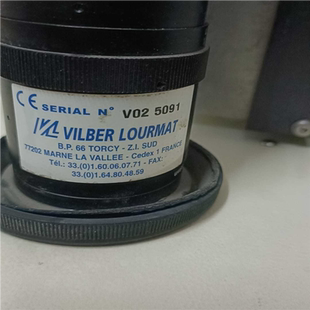 CE SERIAL N° V02 5091
VL VILBER LOURMAT
B.P. 66 TORCY - Z.I. SUD
77202 MARNE LA VALLEE - Cedex 1 FRANCE
Tél.: 33.(0)1.60.06.07.71 - FAX:
33.(0)1.64.80.48.59